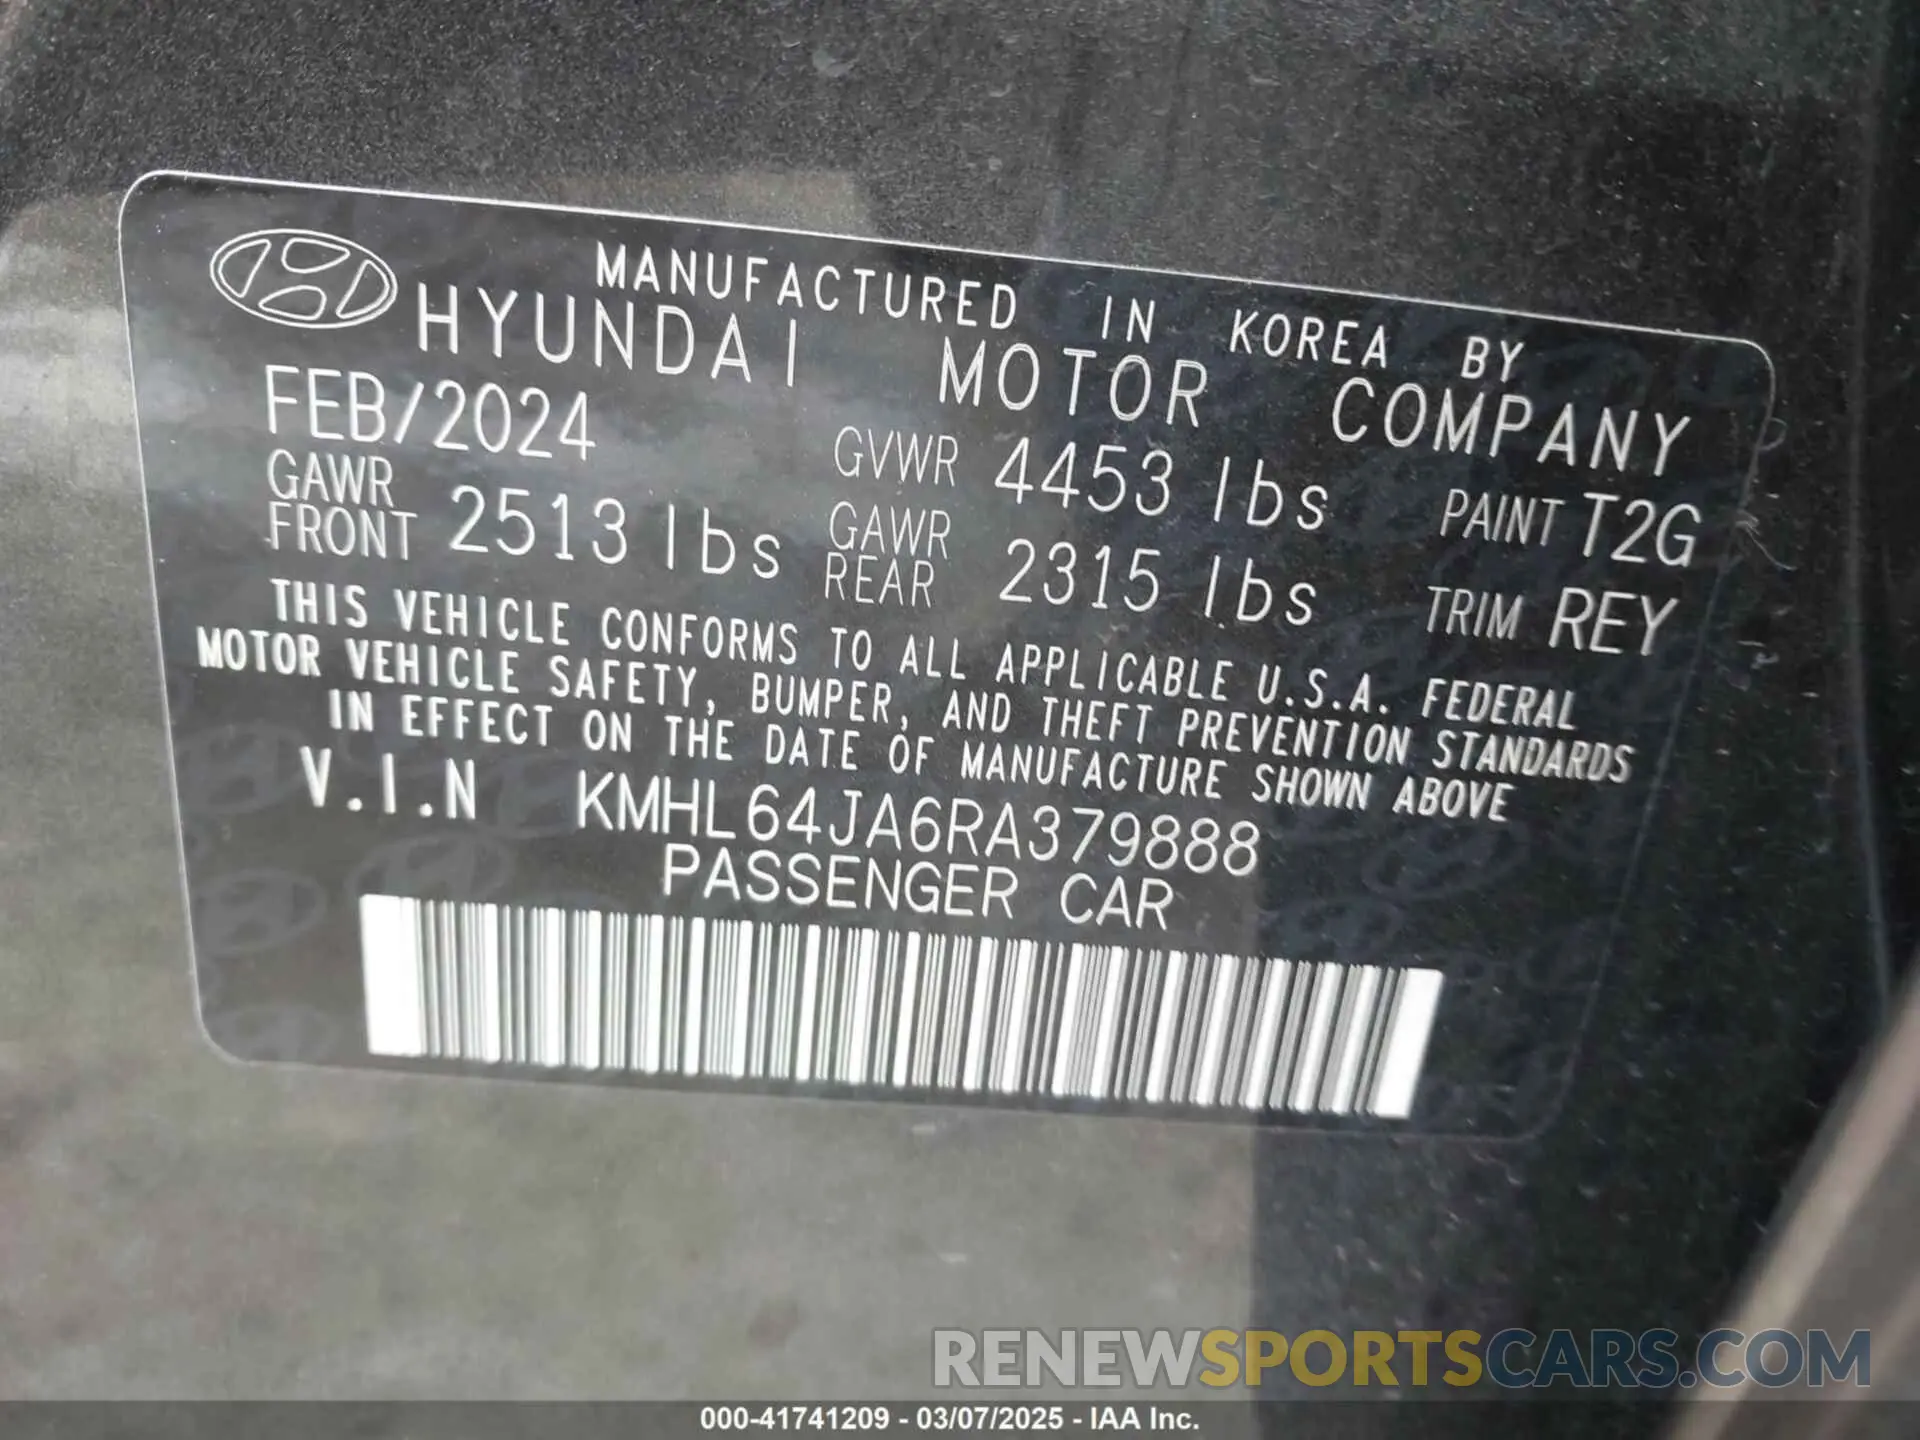 MANUFACTURED IN KOREA BY
HYUNDAI MOTOR COMPANY
FEB/2024 GVWR 4453 lbs PAINT T2G
GAWR FRONT 2513 lbs GAWR REAR 2315 lbs TRIM REY
THIS VEHICLE CONFORMS TO ALL APPLICABLE U.S.A. FEDERAL
MOTOR VEHICLE SAFETY, BUMPER, AND THEFT PREVENTION STANDARDS
IN EFFECT ON THE DATE OF MANUFACTURE SHOWN ABOVE
V.I.N KMHL64JA6RA379888
PASSENGER CAR
RENEWSPORTSCARS.COM
000-41741209 - 03/07/2025 - IAA Inc.